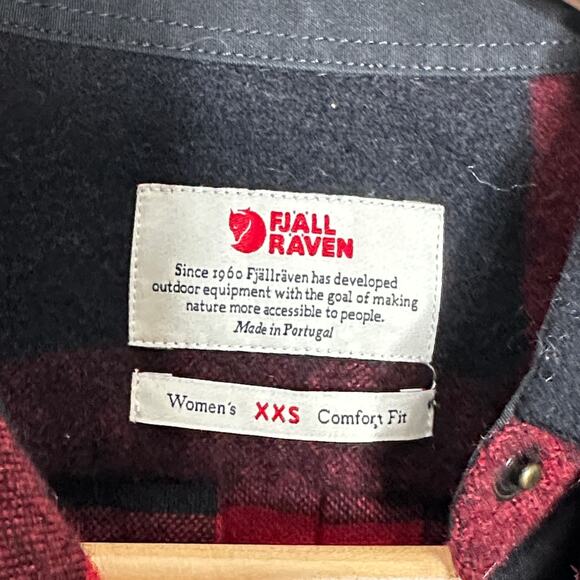 FJÄLL
RÄVEN
Since 1960 Fjällräven has developed
outdoor equipment with the goal of making
nature more accessible to people.
Made in Portugal
Women's XXS Comfort Fit